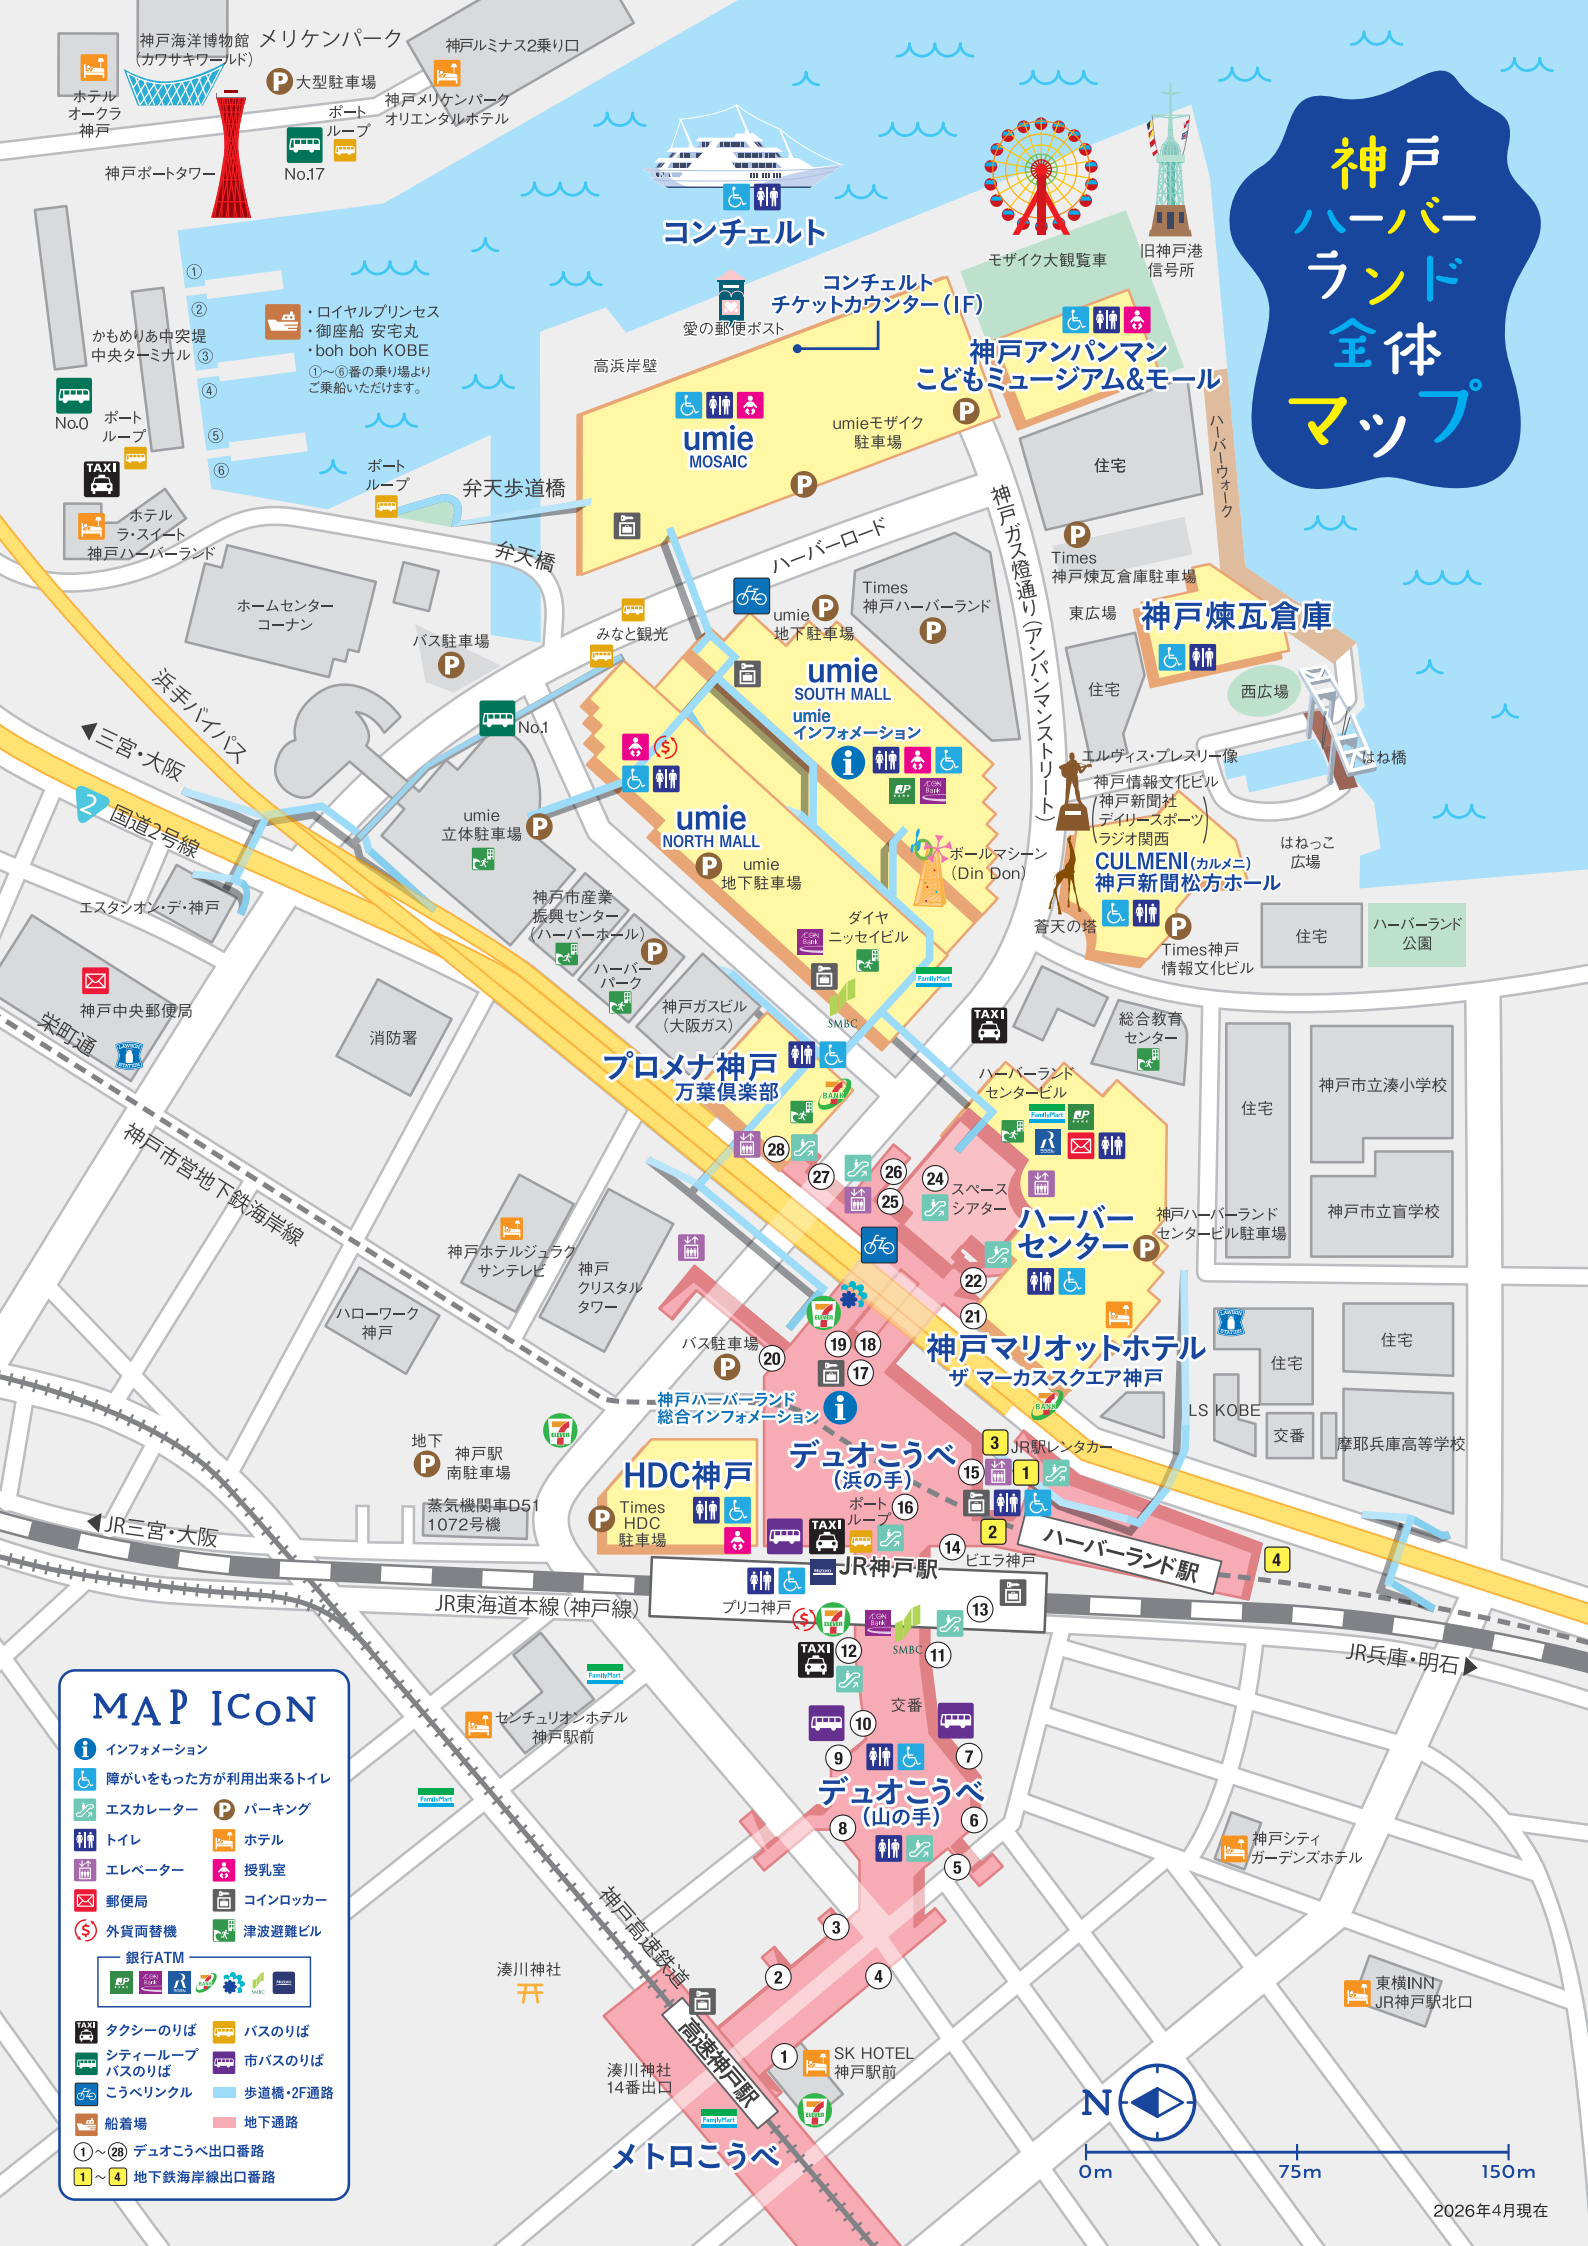 神戸
ハーバー
ランド
全体
マップ
神戸海洋博物館
(カワサキワールド)
メリケンパーク
神戸ルミナス2乗り口
ホテル
オークラ
神戸
P 大型駐車場
神戸メリケンパーク
オリエンタルホテル
ポート
ループ
No.17
神戸ポートタワー
コンチェルト
モザイク大観覧車
旧神戸港
信号所
コンチェルト
チケットカウンター(1F)
愛の郵便ポスト
高浜岸壁
①
②
③
④
⑤
⑥
・ロイヤルプリンセス
・御座船 安宅丸
・boh boh KOBE
①〜⑥番の乗り場より
ご乗船いただけます。
かもめりあ中突堤
中央ターミナル
No.0
ポート
ループ
TAXI
ホテル
ラ・スイート
神戸ハーバーランド
ポート
ループ
弁天歩道橋
弁天橋
神戸アンパンマン
こどもミュージアム&モール
umie
MOSAIC
umieモザイク
駐車場
P
P
住宅
ハーバーウォーク
ハーバーロード
神戸ガス燈通り(アンパンマンストリート)
P
Times
神戸煉瓦倉庫駐車場
東広場
神戸煉瓦倉庫
住宅
西広場
はね橋
はねっこ
広場
ホームセンター
コーナン
バス駐車場
P
みなと観光
umie
地下駐車場
P
Times
神戸ハーバーランド
P
umie
SOUTH MALL
umie
インフォメーション
No.1
浜手バイパス
三宮・大阪
2
国道2号線
umie
立体駐車場
P
umie
NORTH MALL
P
umie
地下駐車場
ボールマシーン
(Din Don)
エルヴィス・プレスリー像
神戸情報文化ビル
(神戸新聞社
デイリースポーツ
ラジオ関西)
CULMENI(カルメニ)
神戸新聞松方ホール
蒼天の塔
P
Times神戸
情報文化ビル
住宅
ハーバーランド
公園
エスタシオン・デ・神戸
神戸中央郵便局
栄町通
消防署
神戸市産業
振興センター
(ハーバーホール)
P
ハーバー
パーク
神戸ガスビル
(大阪ガス)
ダイヤ
ニッセイビル
SMBC
FamilyMart
TAXI
総合教育
センター
プロメナ神戸
万葉倶楽部
ハーバーランド
センタービル
FamilyMart
住宅
神戸市立湊小学校
神戸市立盲学校
神戸市営地下鉄海岸線
28
27
26
25
24
スペース
シアター
ハーバー
センター
P
神戸ハーバーランド
センタービル駐車場
22
21
神戸ホテルジュラク
サンテレビ
神戸
クリスタル
タワー
ハローワーク
神戸
バス駐車場
P
20
19
18
17
神戸マリオットホテル
ザ マーカススクエア神戸
神戸ハーバーランド
総合インフォメーション
住宅
住宅
LS KOBE
交番
摩耶兵庫高等学校
地下
P
神戸駅
南駐車場
蒸気機関車D51
1072号機
HDC神戸
P
Times
HDC
駐車場
デュオこうべ
(浜の手)
3
JR駅レンタカー
15
1
16
ポート
ループ
TAXI
2
14
ビエラ神戸
ハーバーランド駅
4
JR三宮・大阪
JR東海道本線(神戸線)
JR神戸駅
プリコ神戸
13
JR兵庫・明石
TAXI
12
SMBC
11
交番
10
9
7
デュオこうべ
(山の手)
8
6
5
3
2
4
1
FamilyMart
センチュリオンホテル
神戸駅前
FamilyMart
神戸高速鉄道
湊川神社
高速神戸駅
湊川神社
14番出口
SK HOTEL
神戸駅前
FamilyMart
メトロこうべ
神戸シティ
ガーデンズホテル
東横INN
JR神戸駅北口
MAP ICON
インフォメーション
障がいをもった方が利用出来るトイレ
エスカレーター
P パーキング
トイレ
ホテル
エレベーター
授乳室
郵便局
コインロッカー
外貨両替機
津波避難ビル
銀行ATM
タクシーのりば
バスのりば
シティーループ
バスのりば
市バスのりば
こうべリンクル
歩道橋・2F通路
船着場
地下通路
①〜㉘ デュオこうべ出口番路
1〜4 地下鉄海岸線出口番路
N
0m
75m
150m
2026年4月現在